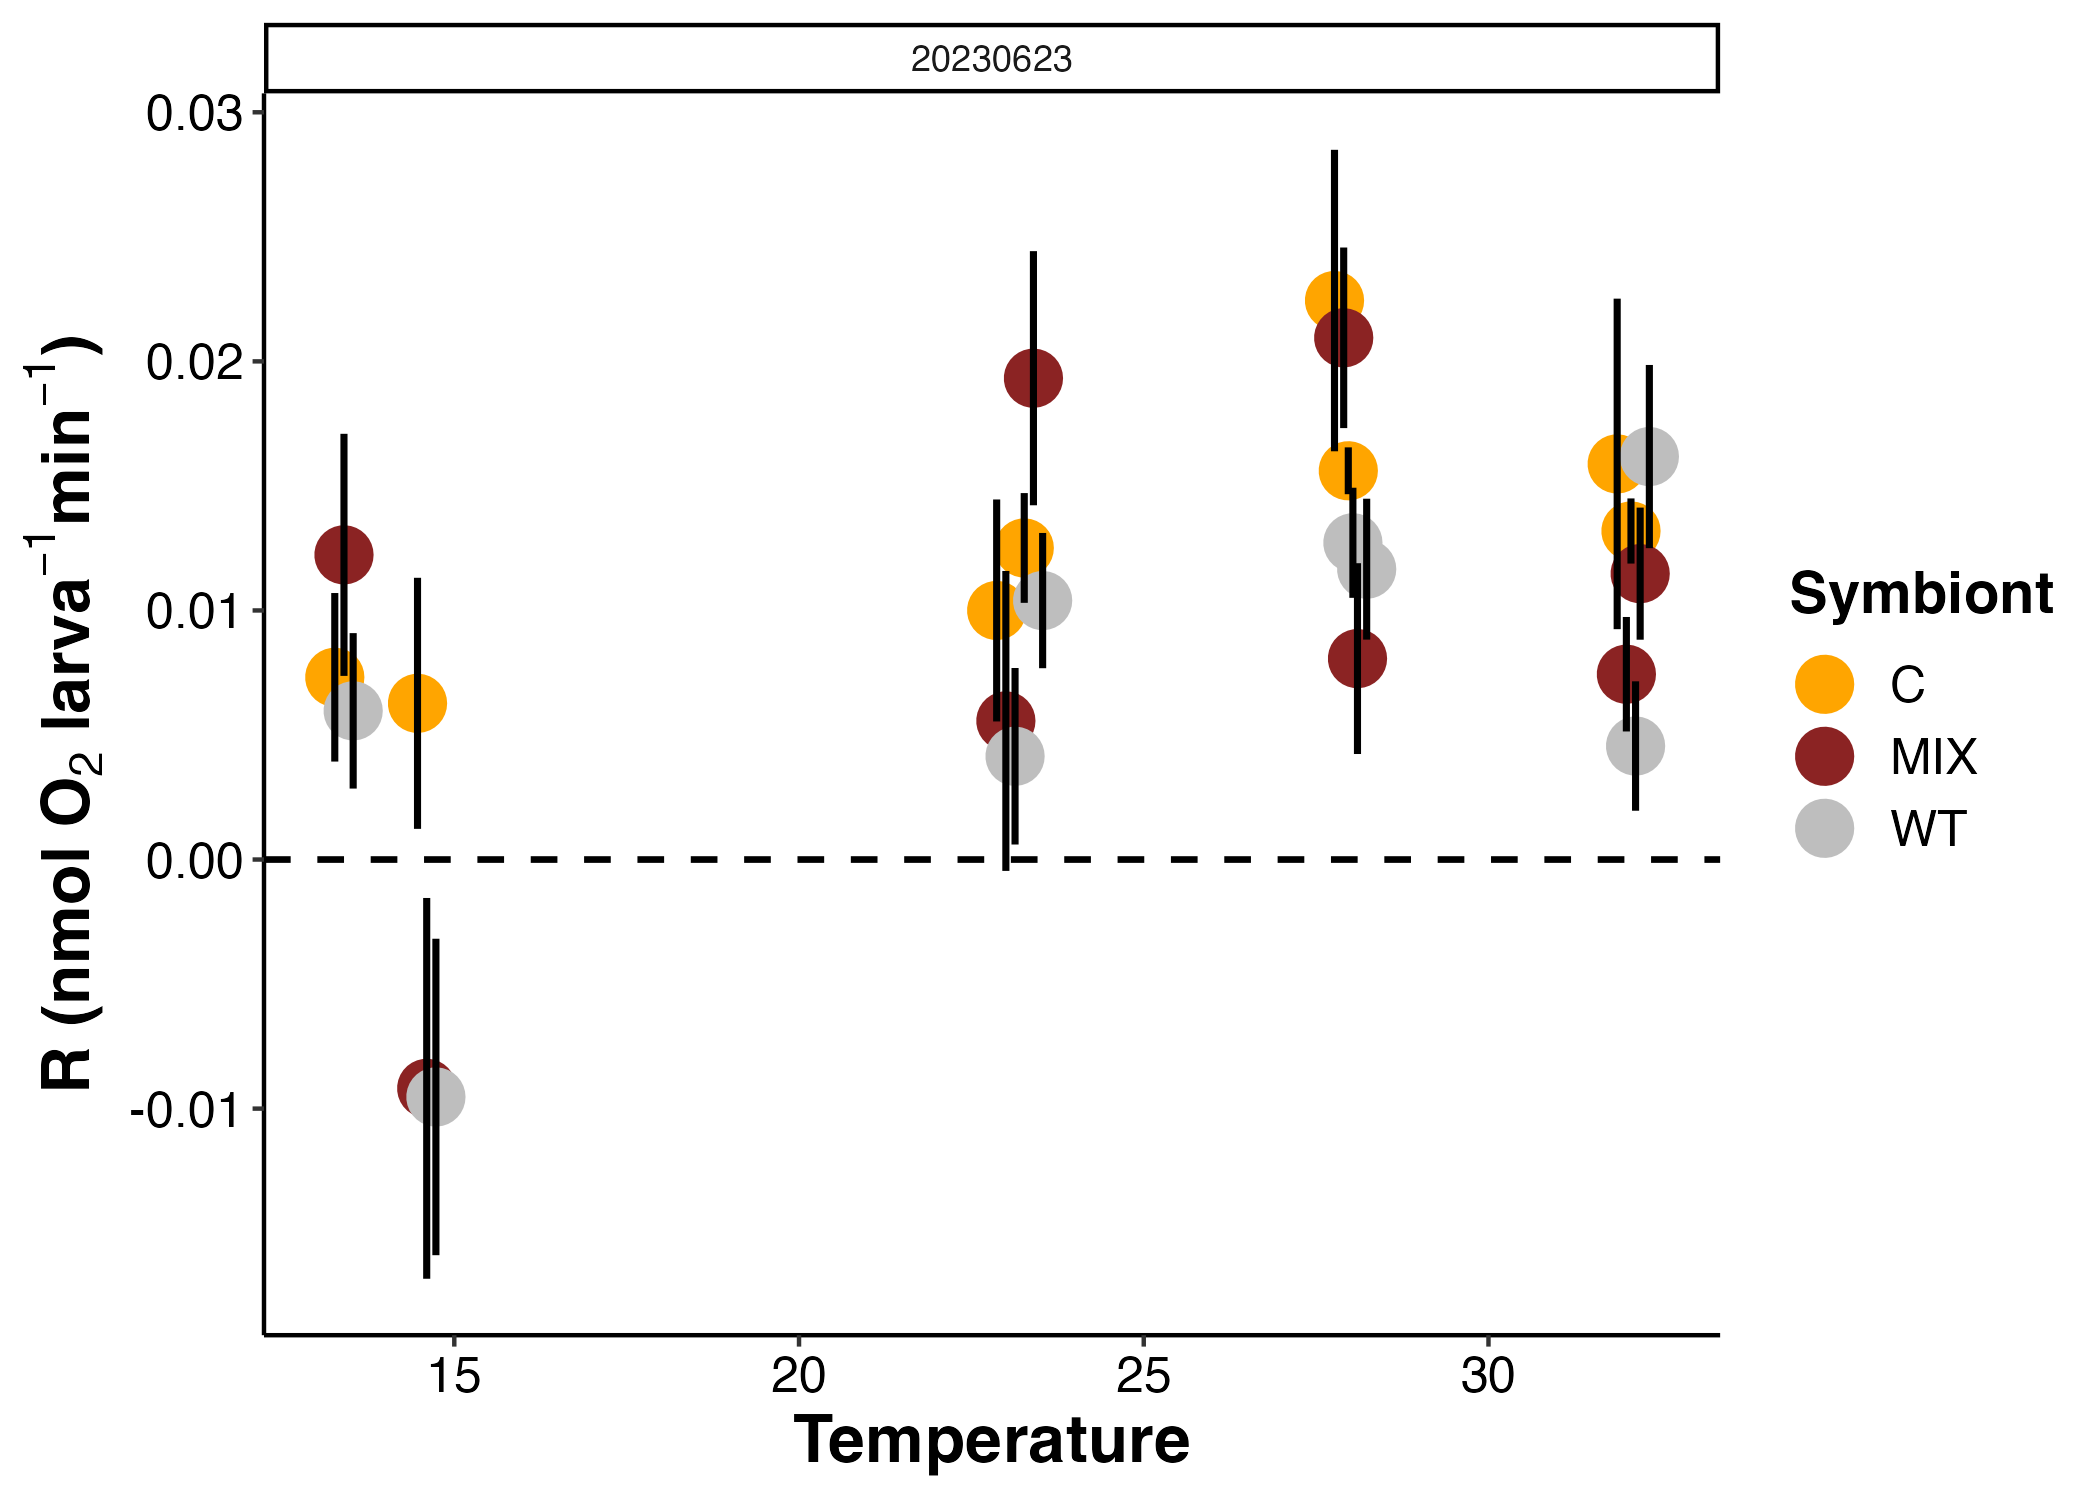 20230623
R (nmol O₂ larva⁻¹min⁻¹)
0.03
0.02
0.01
0.00
-0.01
15 20 25 30
Temperature
Symbiont
C
MIX
WT